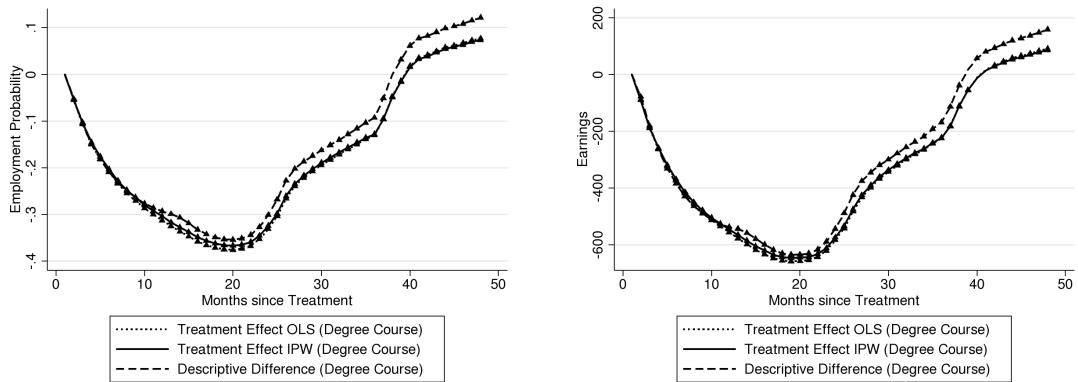 Employment Probability
.1
0
-.1
-.2
-.3
-.4
0 10 20 30 40 50
Months since Treatment
Treatment Effect OLS (Degree Course)
Treatment Effect IPW (Degree Course)
Descriptive Difference (Degree Course)
Earnings
200
0
-200
-400
-600
0 10 20 30 40 50
Months since Treatment
Treatment Effect OLS (Degree Course)
Treatment Effect IPW (Degree Course)
Descriptive Difference (Degree Course)